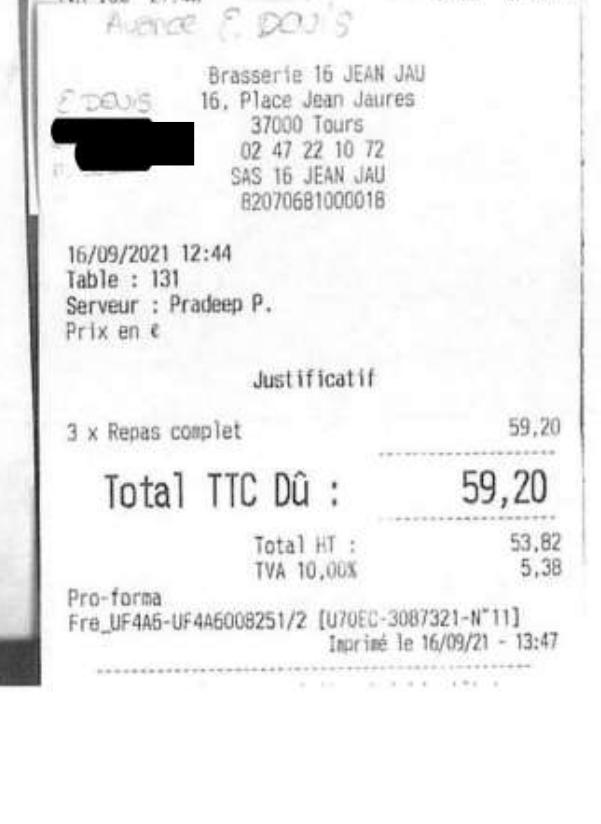 E. DENIS
Brasserie 16 JEAN JAU
E DENIS
16, Place Jean Jaures
37000 Tours
02 47 22 10 72
SAS 16 JEAN JAU
82070681000018
16/09/2021 12:44
Table : 131
Serveur : Pradeep P.
Prix en €
Justificatif
3 x Repas complet 59,20
Total TTC Dû : 59,20
Total HT : 53,82
TVA 10,00% 5,38
Pro-forma
Fre_UF4A6-UF4A6008251/2 [U70EC-3087321-N°11]
Imprimé le 16/09/21 - 13:47